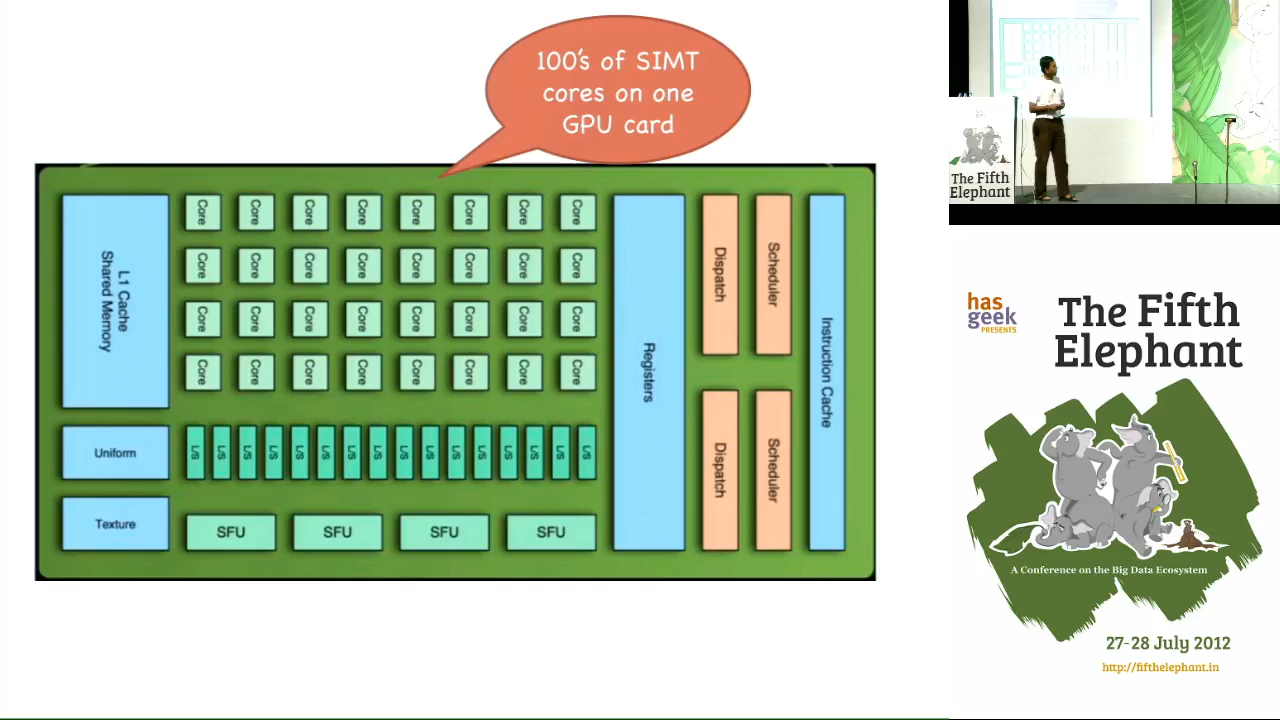 100's of SIMT
cores on one
GPU card
L1 Cache
Shared Memory
Core Core Core Core Core Core Core Core
Core Core Core Core Core Core Core Core
Core Core Core Core Core Core Core Core
Core Core Core Core Core Core Core Core
Uniform
L/S L/S L/S L/S L/S L/S L/S L/S L/S L/S L/S L/S L/S L/S L/S L/S
Texture
SFU SFU SFU SFU
Registers
Dispatch
Scheduler
Dispatch
Scheduler
Instruction Cache
The Fifth
Elephant
has
geek
PRESENTS
The Fifth
Elephant
A Conference on the Big Data Ecosystem
27-28 July 2012
http://fifthelephant.in